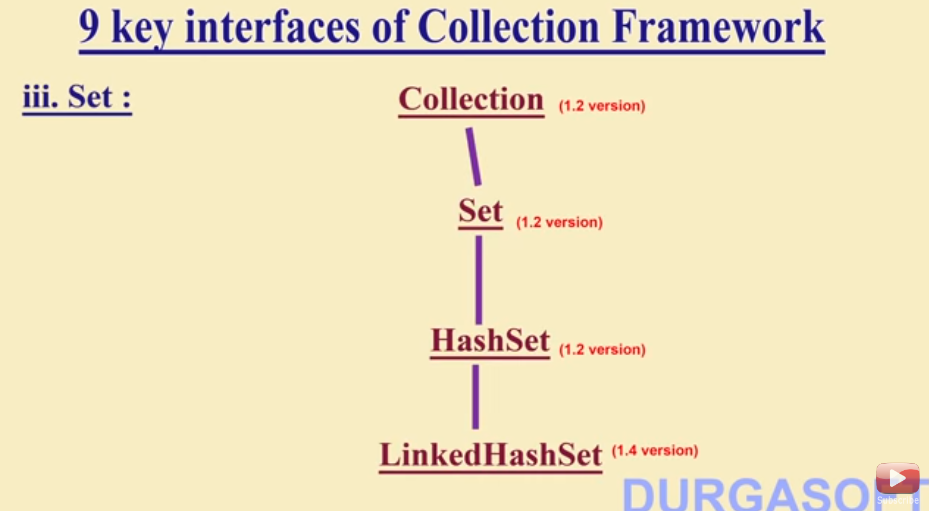 9 key interfaces of Collection Framework
iii. Set :
Collection (1.2 version)
Set (1.2 version)
HashSet (1.2 version)
LinkedHashSet (1.4 version)
DURGASOFT
Subscribe